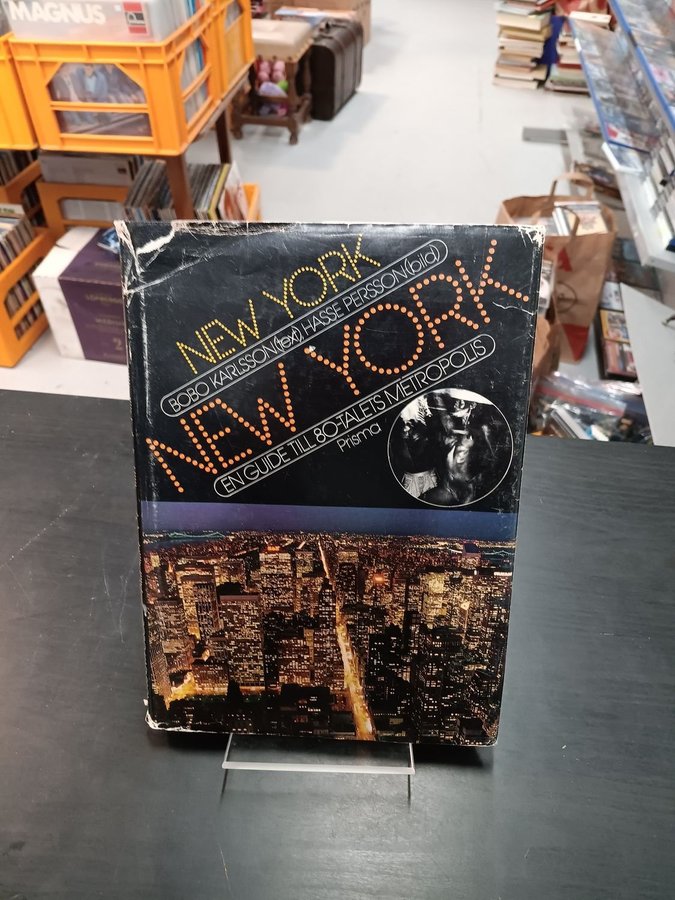 MAGNUS
NEW YORK
BOBO KARLSSON(text) HASSE PERSSON(bild)
NEW YORK
EN GUIDE TILL 80-TALETS METROPOLIS
Prisma